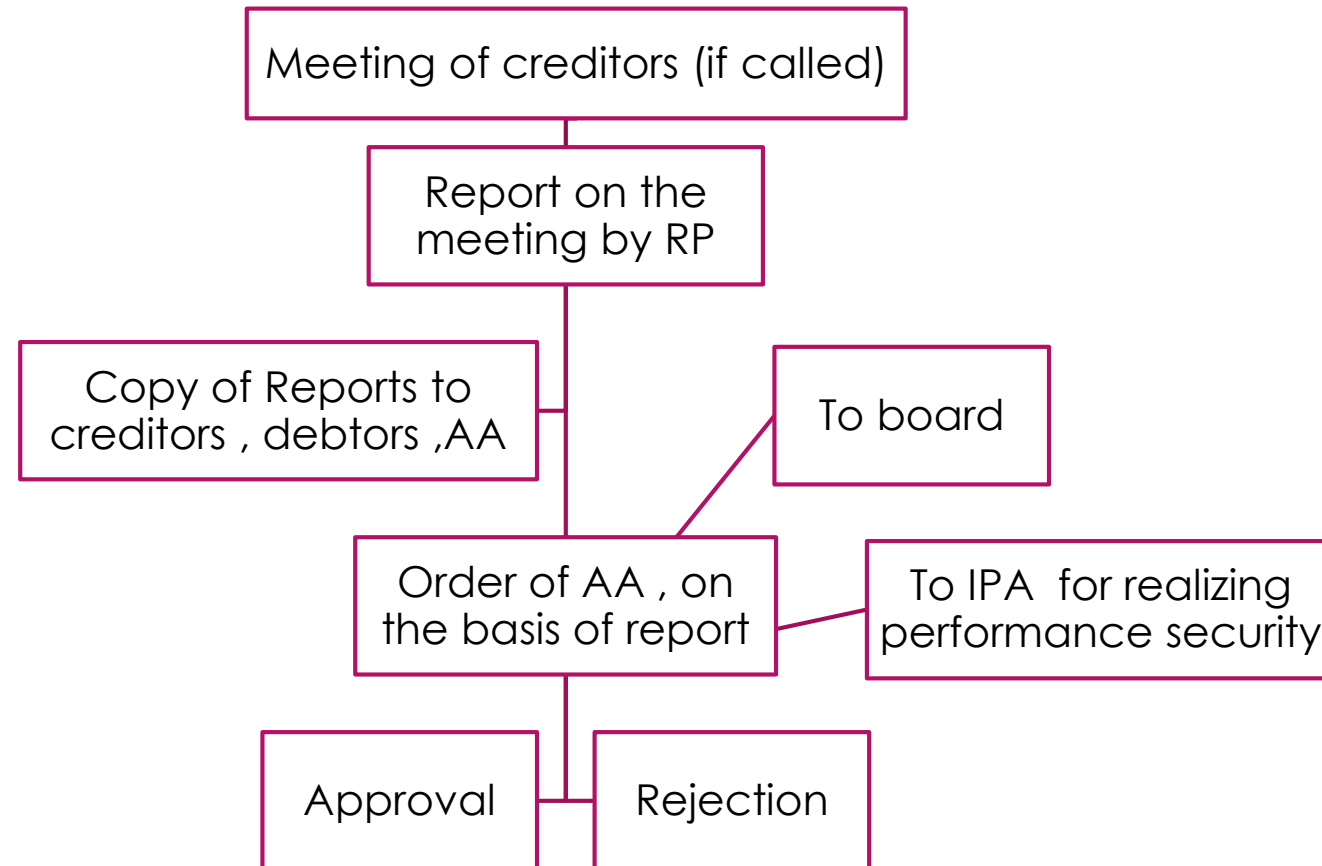 Meeting of creditors (if called)
Report on the
meeting by RP
Copy of Reports to
creditors , debtors ,AA
To board
Order of AA , on
the basis of report
To IPA for realizing
performance security
Approval
Rejection